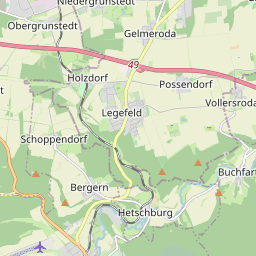 Niedergrunstedt
Obergrunstedt
Gelmeroda
49
Holzdorf
Possendorf
Legefeld
Vollersroda
Schoppendorf
Buchfart
Bergern
Hetschburg